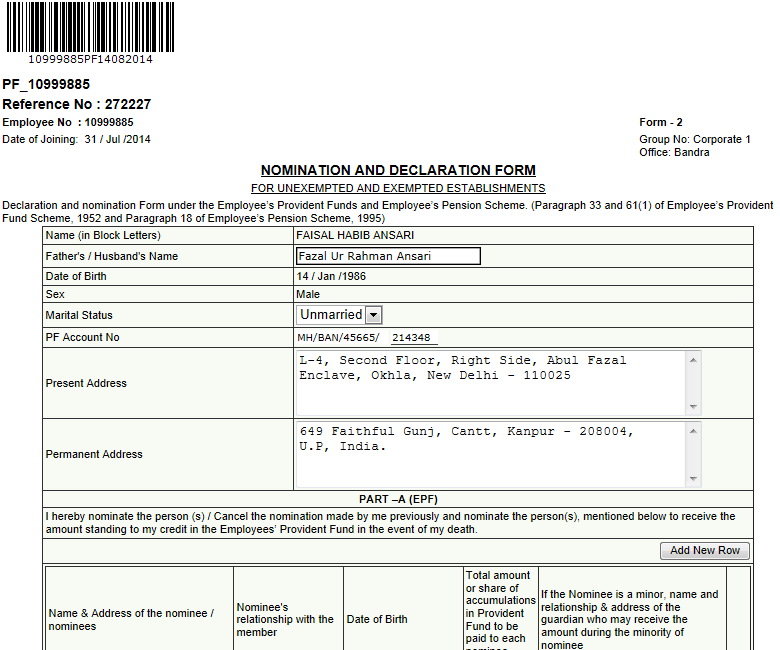 10999885PF14082014
PF_10999885
Reference No : 272227
Employee No : 10999885
Form - 2
Date of Joining: 31 / Jul /2014
Group No: Corporate 1
Office: Bandra
NOMINATION AND DECLARATION FORM
FOR UNEXEMPTED AND EXEMPTED ESTABLISHMENTS
Declaration and nomination Form under the Employee's Provident Funds and Employee's Pension Scheme. (Paragraph 33 and 61(1) of Employee's Provident
Fund Scheme, 1952 and Paragraph 18 of Employee's Pension Scheme, 1995)
Name (in Block Letters) FAISAL HABIB ANSARI
Father's / Husband's Name Fazal Ur Rahman Ansari
Date of Birth 14 / Jan /1986
Sex Male
Marital Status Unmarried
PF Account No MH/BAN/45665/ 214348
Present Address
L-4, Second Floor, Right Side, Abul Fazal
Enclave, Okhla, New Delhi - 110025
Permanent Address
649 Faithful Gunj, Cantt, Kanpur - 208004,
U.P, India.
PART –A (EPF)
I hereby nominate the person (s) / Cancel the nomination made by me previously and nominate the person(s), mentioned below to receive the
amount standing to my credit in the Employees' Provident Fund in the event of my death.
Add New Row
Name & Address of the nominee /
nominees
Nominee's
relationship with the
member
Date of Birth
Total amount
or share of
accumulations
in Provident
Fund to be
paid to each
nominee
If the Nominee is a minor, name and
relationship & address of the
guardian who may receive the
amount during the minority of
nominee